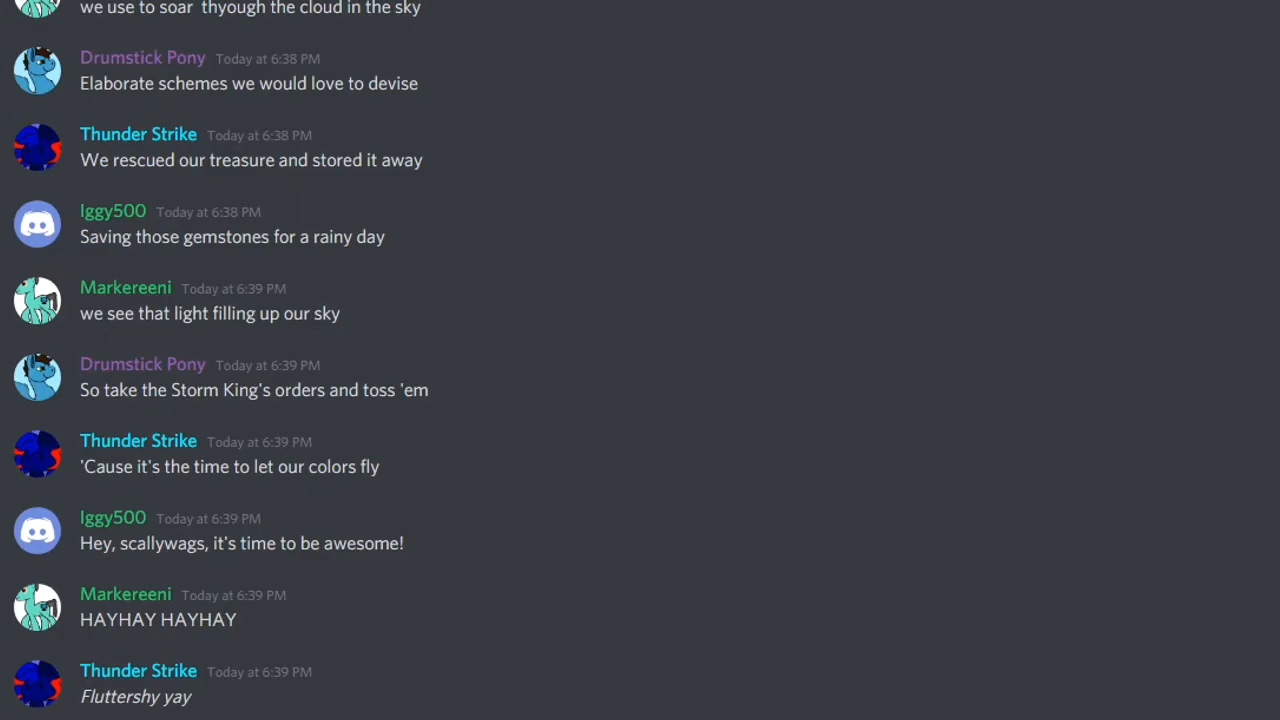 we use to soar  thyough the cloud in the sky
Drumstick Pony Today at 6:38 PM
Elaborate schemes we would love to devise
Thunder Strike Today at 6:38 PM
We rescued our treasure and stored it away
Iggy500 Today at 6:38 PM
Saving those gemstones for a rainy day
Markereeni Today at 6:39 PM
we see that light filling up our sky
Drumstick Pony Today at 6:39 PM
So take the Storm King's orders and toss 'em
Thunder Strike Today at 6:39 PM
'Cause it's the time to let our colors fly
Iggy500 Today at 6:39 PM
Hey, scallywags, it's time to be awesome!
Markereeni Today at 6:39 PM
HAYHAY HAYHAY
Thunder Strike Today at 6:39 PM
Fluttershy yay